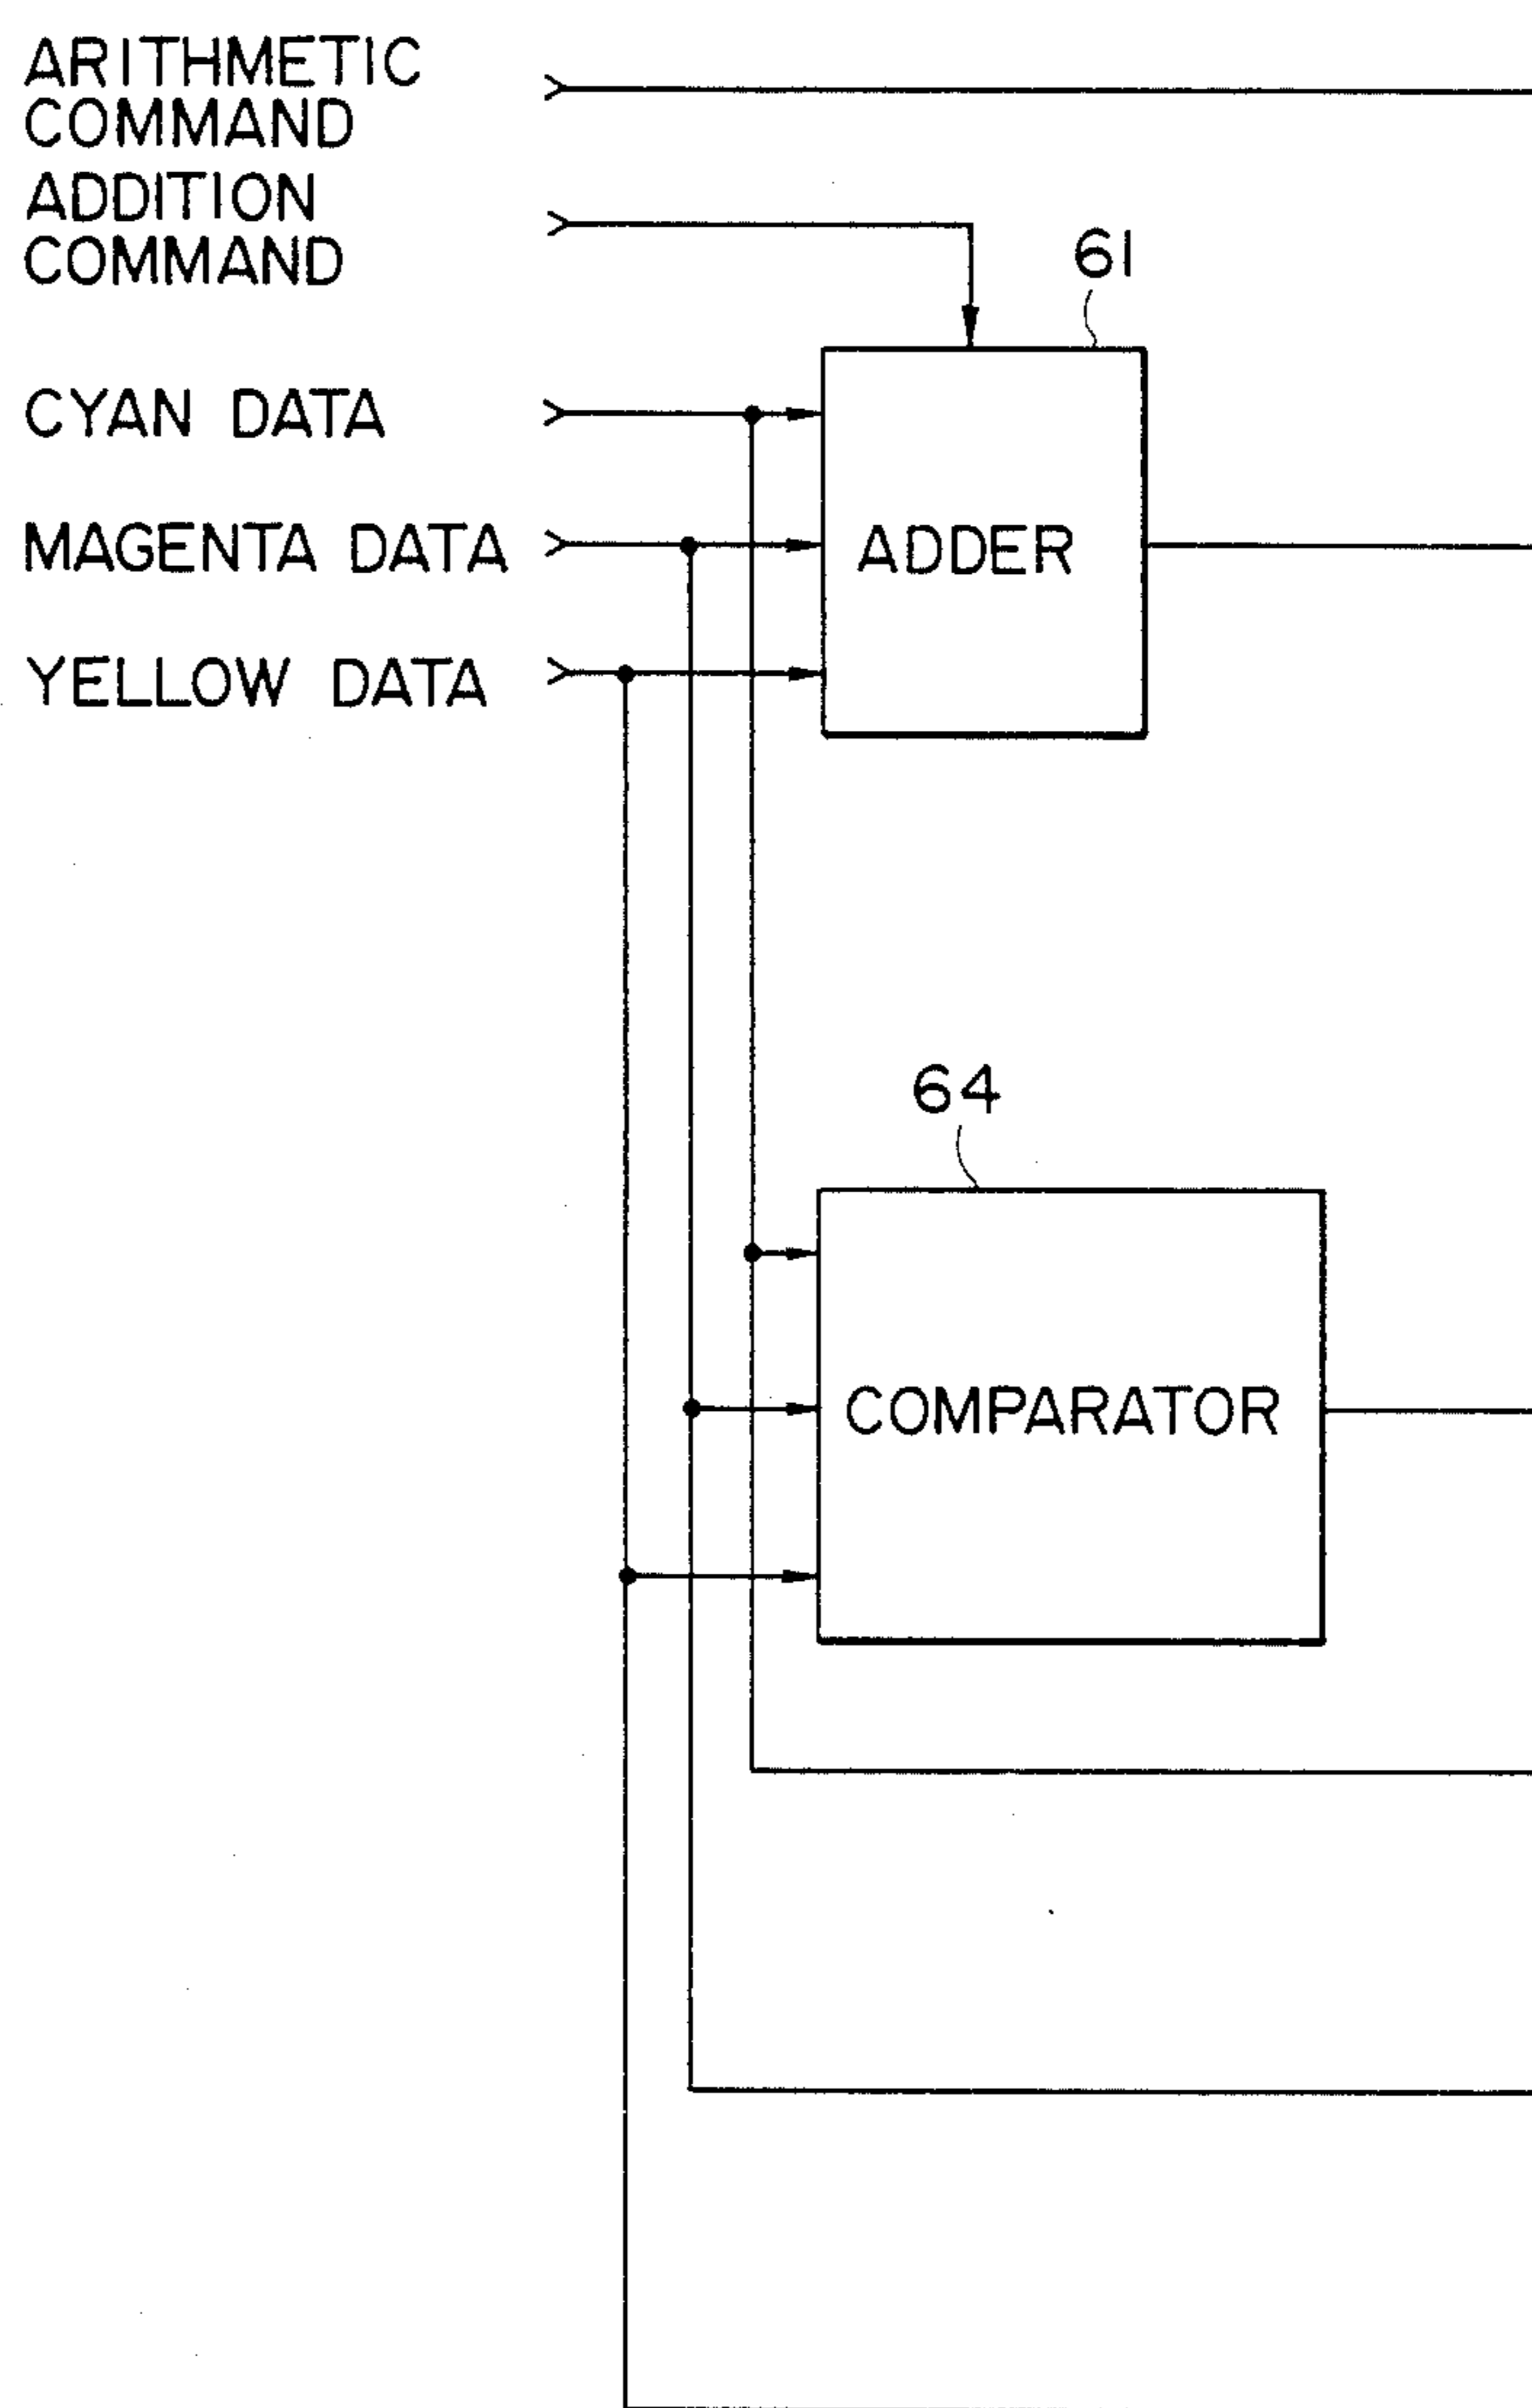 ARITHMETIC
COMMAND
ADDITION
COMMAND
61
CYAN DATA
MAGENTA DATA
ADDER
YELLOW DATA
64
COMPARATOR